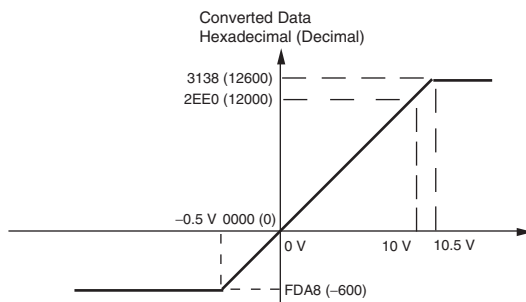 Converted Data
Hexadecimal (Decimal)
3138 (12600)
2EE0 (12000)
−0.5 V 0000 (0)
0 V 10 V 10.5 V
FDA8 (−600)